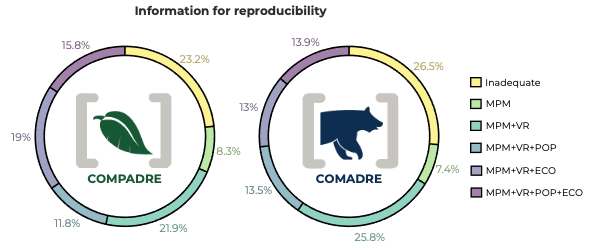 Information for reproducibility
15.8%
23.2%
8.3%
21.9%
11.8%
19%
COMPADRE
13.9%
26.5%
7.4%
25.8%
13.5%
13%
COMADRE
Inadequate
MPM
MPM+VR
MPM+VR+POP
MPM+VR+ECO
MPM+VR+POP+ECO